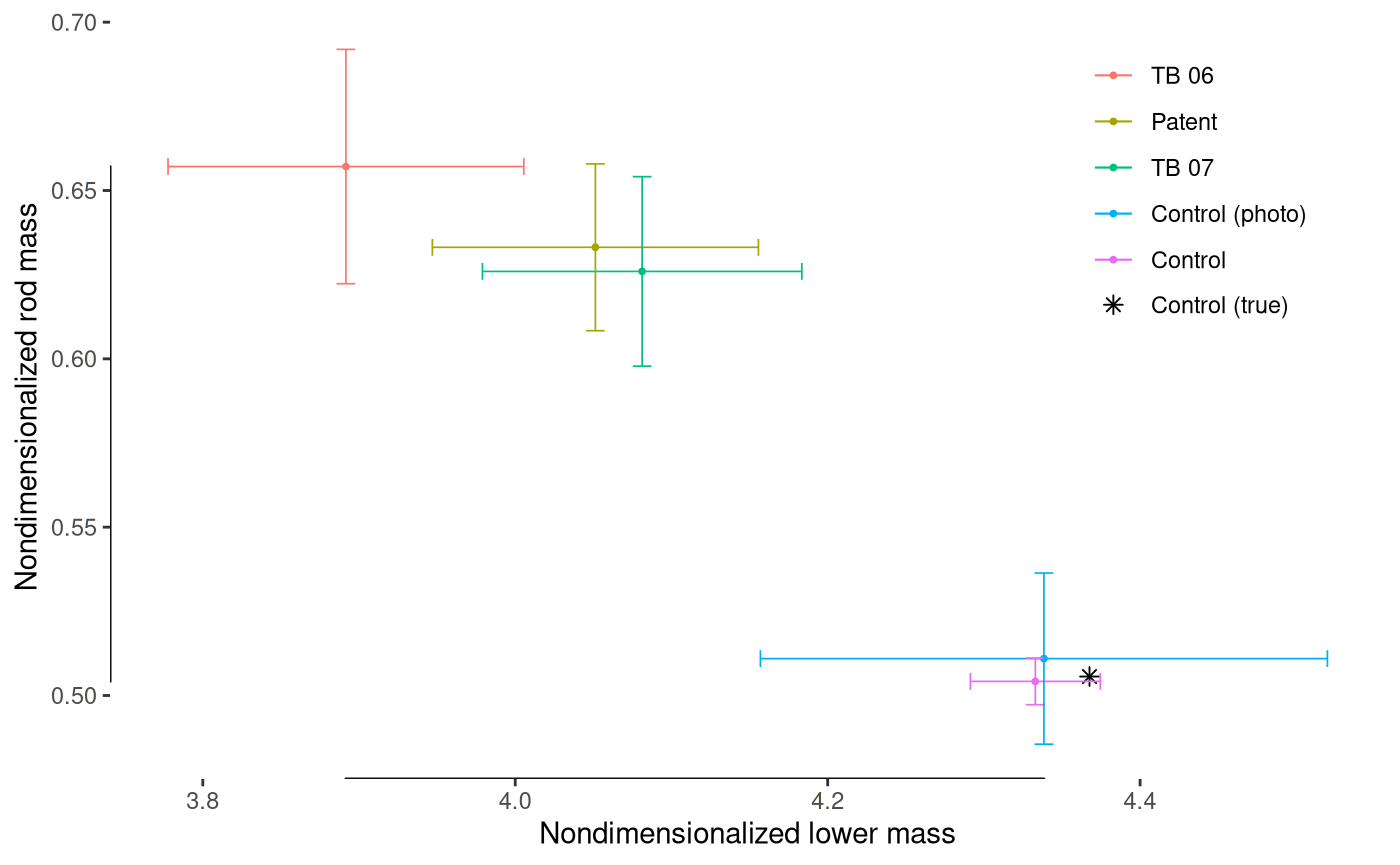 0.70
0.65
0.60
0.55
0.50
Nondimensionalized rod mass
TB 06
Patent
TB 07
Control (photo)
Control
Control (true)
3.8 4.0 4.2 4.4
Nondimensionalized lower mass